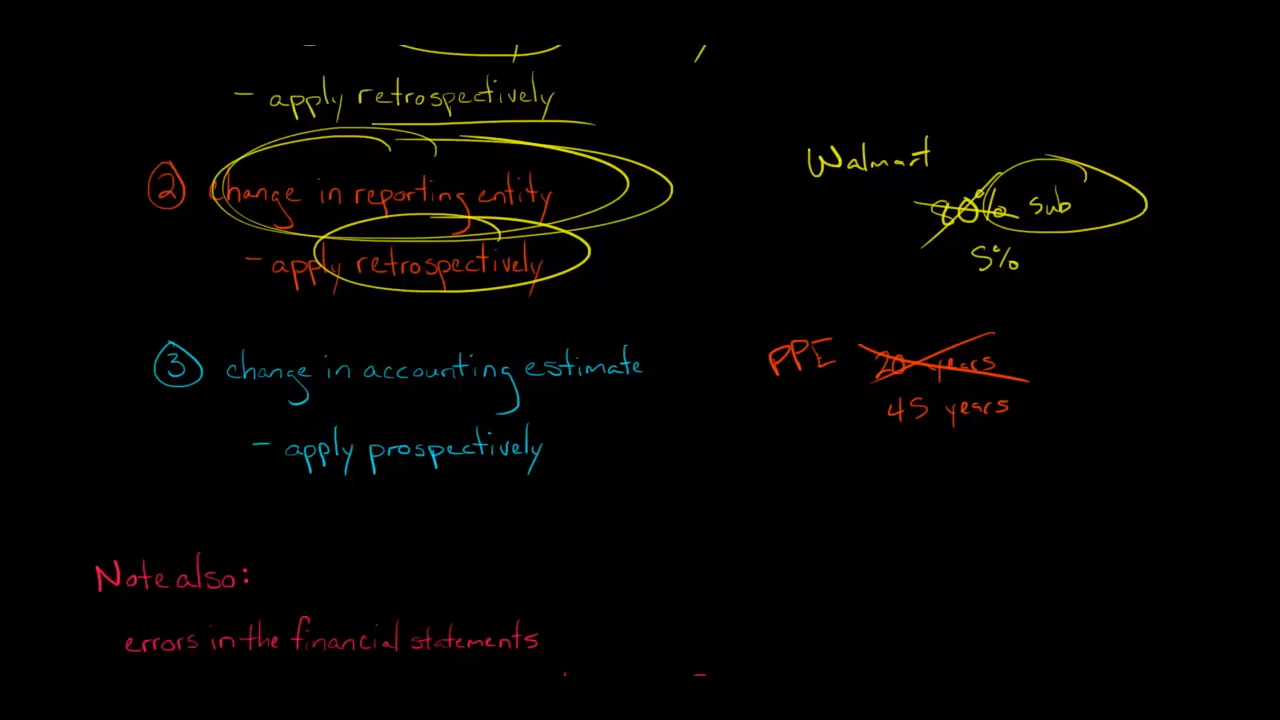 - apply retrospectively
② change in reporting entity
- apply retrospectively
Walmart
80% sub
5%
③ change in accounting estimate
- apply prospectively
PPE 20 years
45 years
Note also:
errors in the financial statements